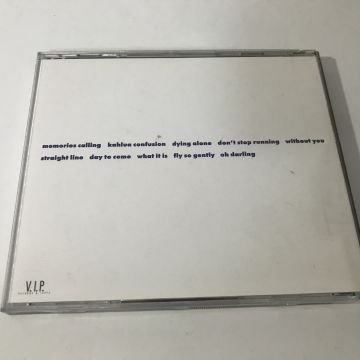 memories calling kahlua confusion dying alone don't stop running without you
straight line day to come what it is fly so gently oh darling
V.I.P.